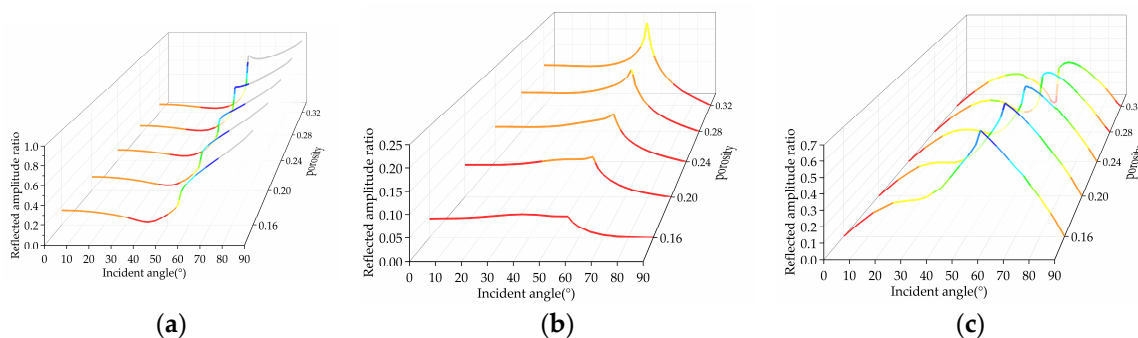 Reflected amplitude ratio
1.0
0.8
0.6
0.4
0.2
0.0
0 10 20 30 40 50 60 70 80 90
Incident angle(°)
0.16
0.20
0.24
0.28
0.32
porosity
(a)
Reflected amplitude ratio
0.25
0.20
0.15
0.10
0.05
0.00
0 10 20 30 40 50 60 70 80 90
Incident angle(°)
0.16
0.20
0.24
0.28
0.32
porosity
(b)
Reflected amplitude ratio
0.7
0.6
0.5
0.4
0.3
0.2
0.1
0.0
0 10 20 30 40 50 60 70 80 90
Incident angle(°)
0.16
0.20
0.24
0.28
0.3
porosity
(c)